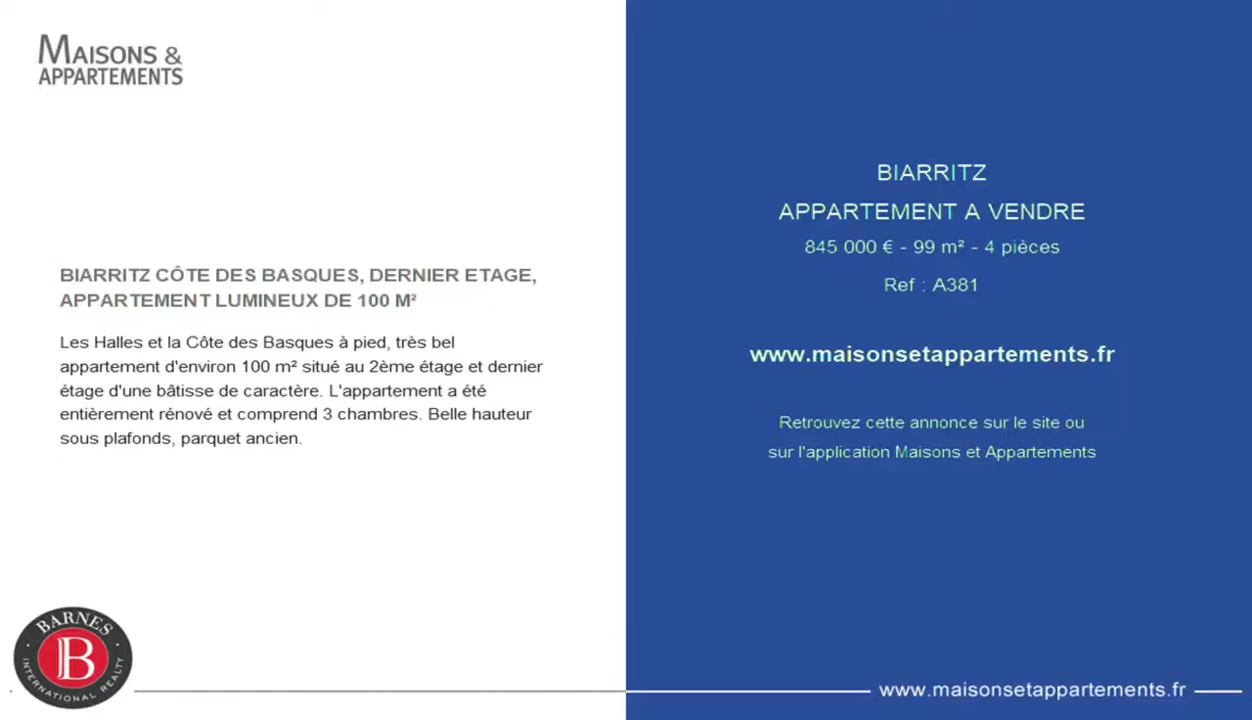 MAISONS &
APPARTEMENTS
BIARRITZ CÔTE DES BASQUES, DERNIER ETAGE,
APPARTEMENT LUMINEUX DE 100 M²
Les Halles et la Côte des Basques à pied, très bel
appartement d'environ 100 m² situé au 2ème étage et dernier
étage d'une bâtisse de caractère. L'appartement a été
entièrement rénové et comprend 3 chambres. Belle hauteur
sous plafonds, parquet ancien.
BARNES
B
INTERNATIONAL REALTY
BIARRITZ
APPARTEMENT A VENDRE
845 000 € - 99 m² - 4 pièces
Ref : A381
www.maisonsetappartements.fr
Retrouvez cette annonce sur le site ou
sur l'application Maisons et Appartements
www.maisonsetappartements.fr